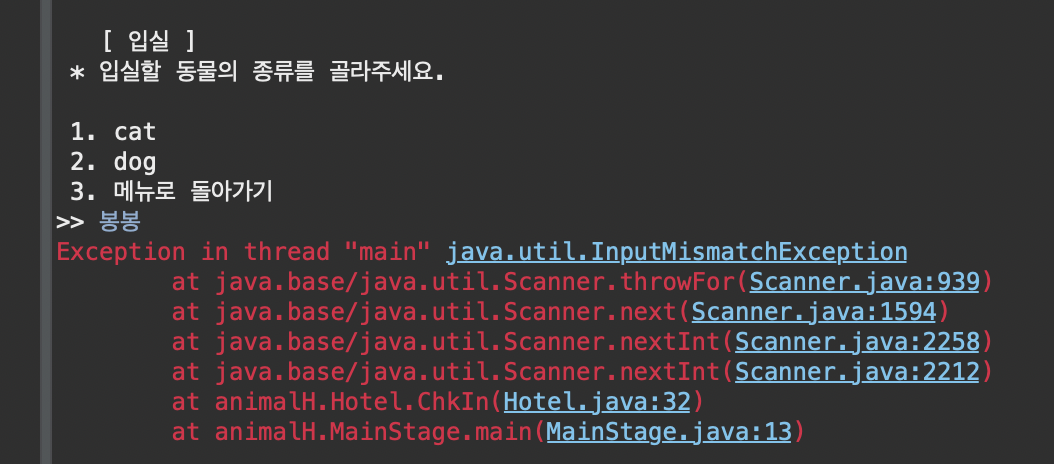 [ 입실 ]
* 입실할 동물의 종류를 골라주세요.
1. cat
2. dog
3. 메뉴로 돌아가기
>> 봉봉
Exception in thread "main" java.util.InputMismatchException
at java.base/java.util.Scanner.throwFor(Scanner.java:939)
at java.base/java.util.Scanner.next(Scanner.java:1594)
at java.base/java.util.Scanner.nextInt(Scanner.java:2258)
at java.base/java.util.Scanner.nextInt(Scanner.java:2212)
at animalH.Hotel.ChkIn(Hotel.java:32)
at animalH.MainStage.main(MainStage.java:13)